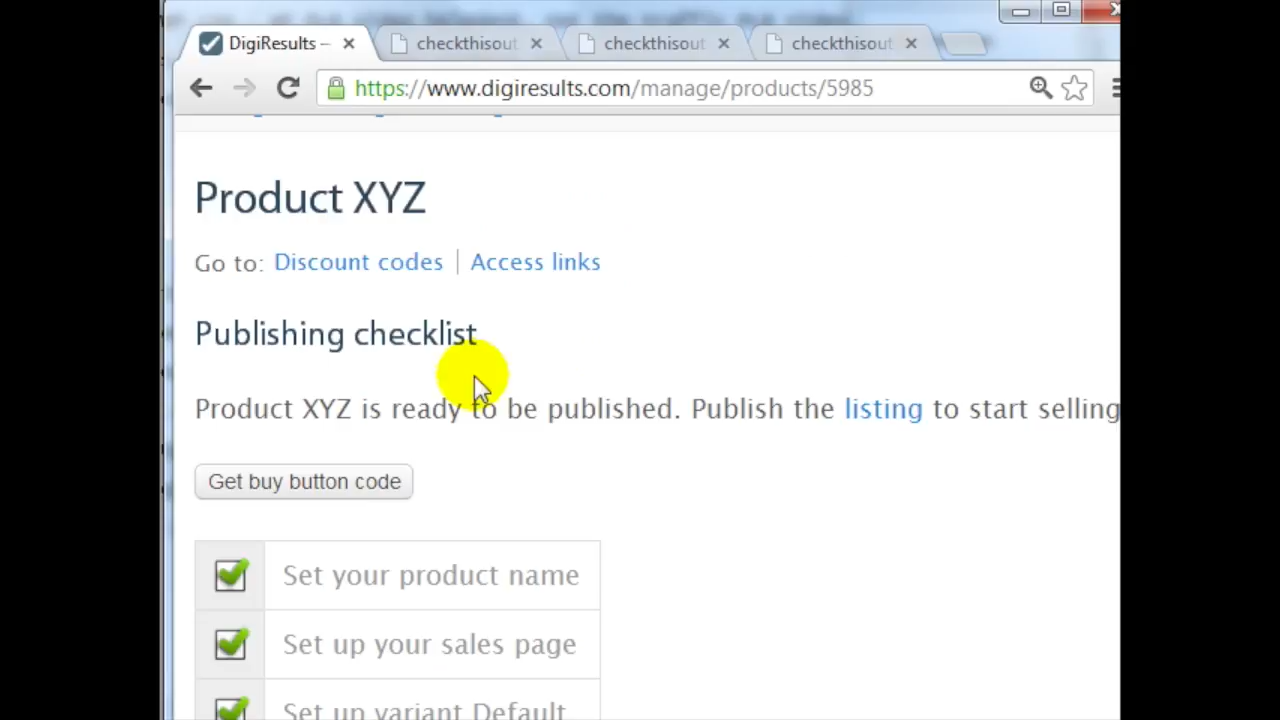 DigiResults –
checkthisout
checkthisout
checkthisout
https://www.digiresults.com/manage/products/5985
Product XYZ
Go to: Discount codes | Access links
Publishing checklist
Product XYZ is ready to be published. Publish the listing to start selling
Get buy button code
Set your product name
Set up your sales page
Set up variant Default